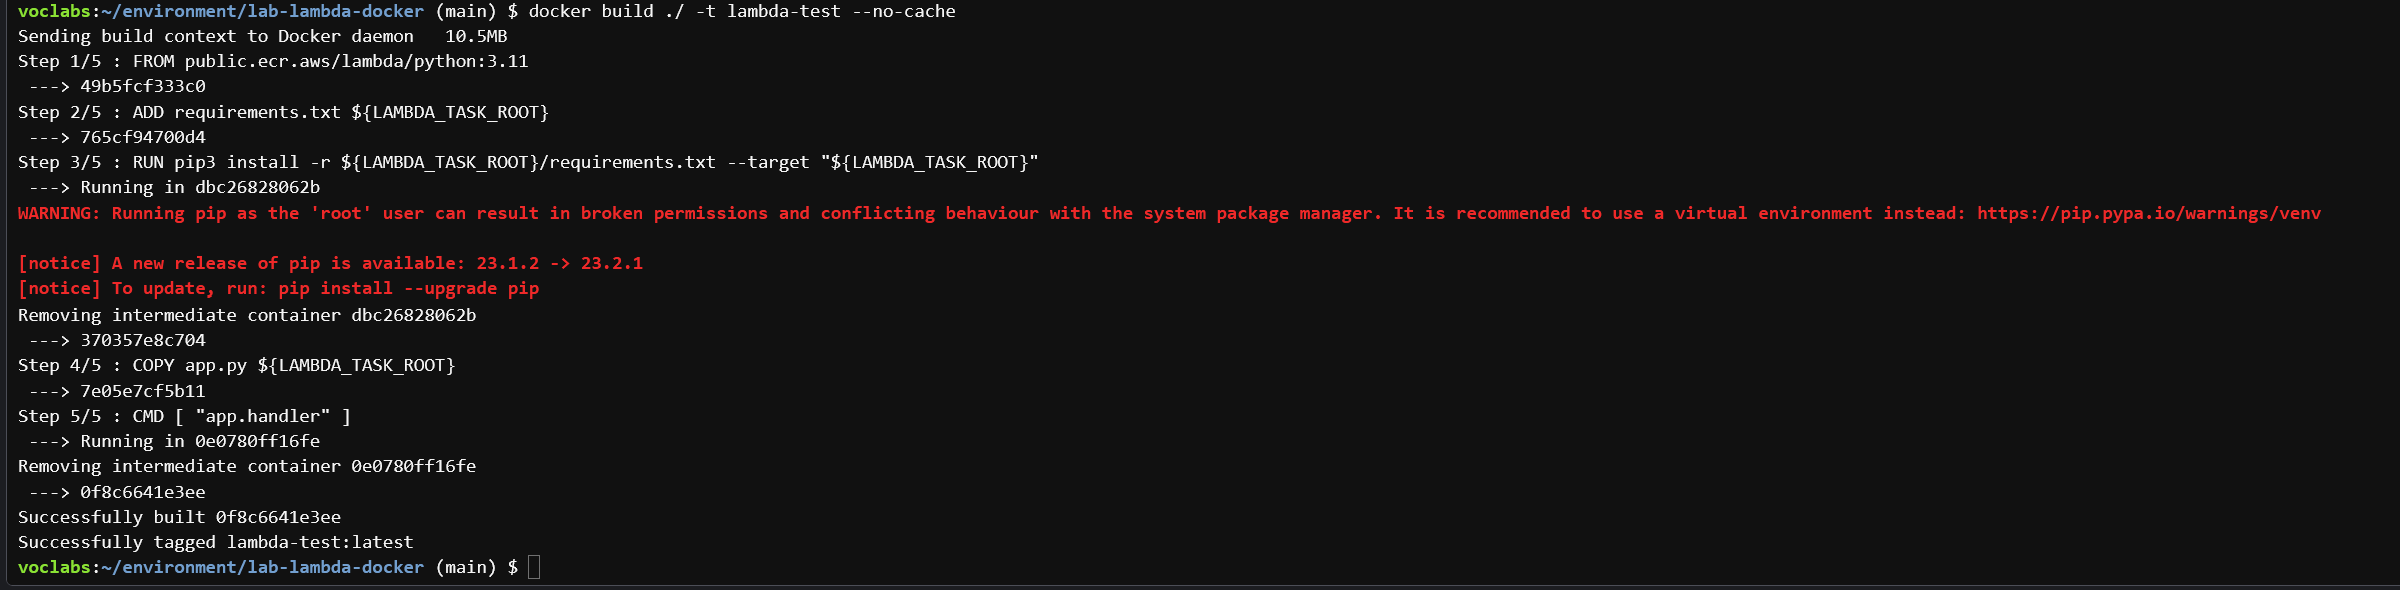 voclabs:~/environment/lab-lambda-docker (main) $ docker build ./ -t lambda-test --no-cache
Sending build context to Docker daemon   10.5MB
Step 1/5 : FROM public.ecr.aws/lambda/python:3.11
 ---> 49b5fcf333c0
Step 2/5 : ADD requirements.txt ${LAMBDA_TASK_ROOT}
 ---> 765cf94700d4
Step 3/5 : RUN pip3 install -r ${LAMBDA_TASK_ROOT}/requirements.txt --target "${LAMBDA_TASK_ROOT}"
 ---> Running in dbc26828062b
WARNING: Running pip as the 'root' user can result in broken permissions and conflicting behaviour with the system package manager. It is recommended to use a virtual environment instead: https://pip.pypa.io/warnings/venv
[notice] A new release of pip is available: 23.1.2 -> 23.2.1
[notice] To update, run: pip install --upgrade pip
Removing intermediate container dbc26828062b
 ---> 370357e8c704
Step 4/5 : COPY app.py ${LAMBDA_TASK_ROOT}
 ---> 7e05e7cf5b11
Step 5/5 : CMD [ "app.handler" ]
 ---> Running in 0e0780ff16fe
Removing intermediate container 0e0780ff16fe
 ---> 0f8c6641e3ee
Successfully built 0f8c6641e3ee
Successfully tagged lambda-test:latest
voclabs:~/environment/lab-lambda-docker (main) $